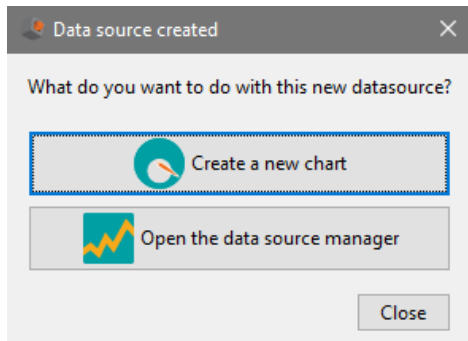 Data source created
What do you want to do with this new datasource?
Create a new chart
Open the data source manager
Close